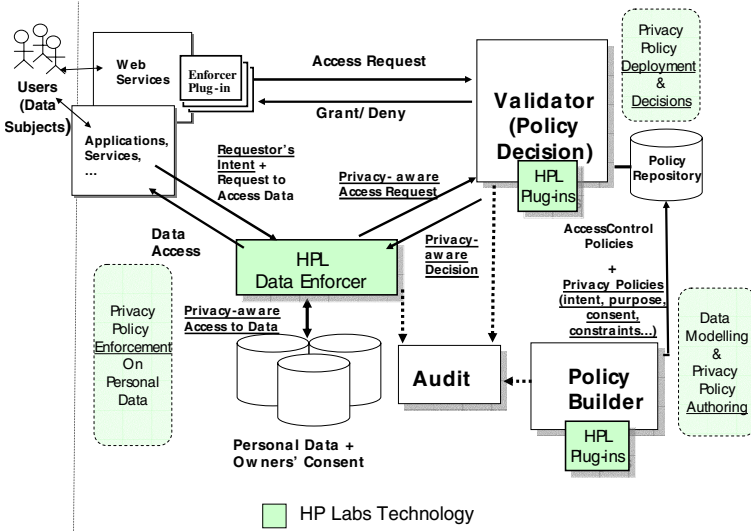 Web
Services
Enforcer
Plug-in
Access Request
Grant/ Deny
Users
(Data
Subjects)
Applications,
Services,
...
Requestor's
Intent +
Request to
Access Data
Privacy- aware
Access Request
Validator
(Policy
Decision)
HPL
Plug-ins
Privacy
Policy
Deployment
&
Decisions
Policy
Repository
Data
Access
HPL
Data Enforcer
Privacy-
aware
Decision
AccessControl
Policies
+
Privacy Policies
(intent, purpose,
consent,
constraints...)
Privacy
Policy
Enforcement
On
Personal
Data
Privacy-aware
Access to Data
Personal Data +
Owners' Consent
Audit
Policy
Builder
HPL
Plug-ins
Data
Modelling
&
Privacy
Policy
Authoring
HP Labs Technology